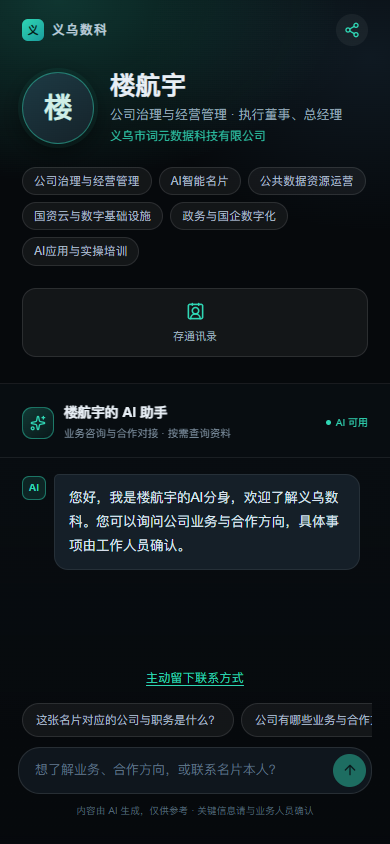 义 义乌数科
楼
楼航宇
公司治理与经营管理 · 执行董事、总经理
义乌市词元数据科技有限公司
公司治理与经营管理
AI智能名片
公共数据资源运营
国资云与数字基础设施
政务与国企数字化
AI应用与实操培训
存通讯录
楼航宇的 AI 助手
业务咨询与合作对接 · 按需查询资料
AI 可用
AI
您好，我是楼航宇的AI分身，欢迎了解义乌数
科。您可以询问公司业务与合作方向，具体事
项由工作人员确认。
主动留下联系方式
这张名片对应的公司与职务是什么？
公司有哪些业务与合作
想了解业务、合作方向，或联系名片本人？
内容由 AI 生成，仅供参考 · 关键信息请与业务人员确认